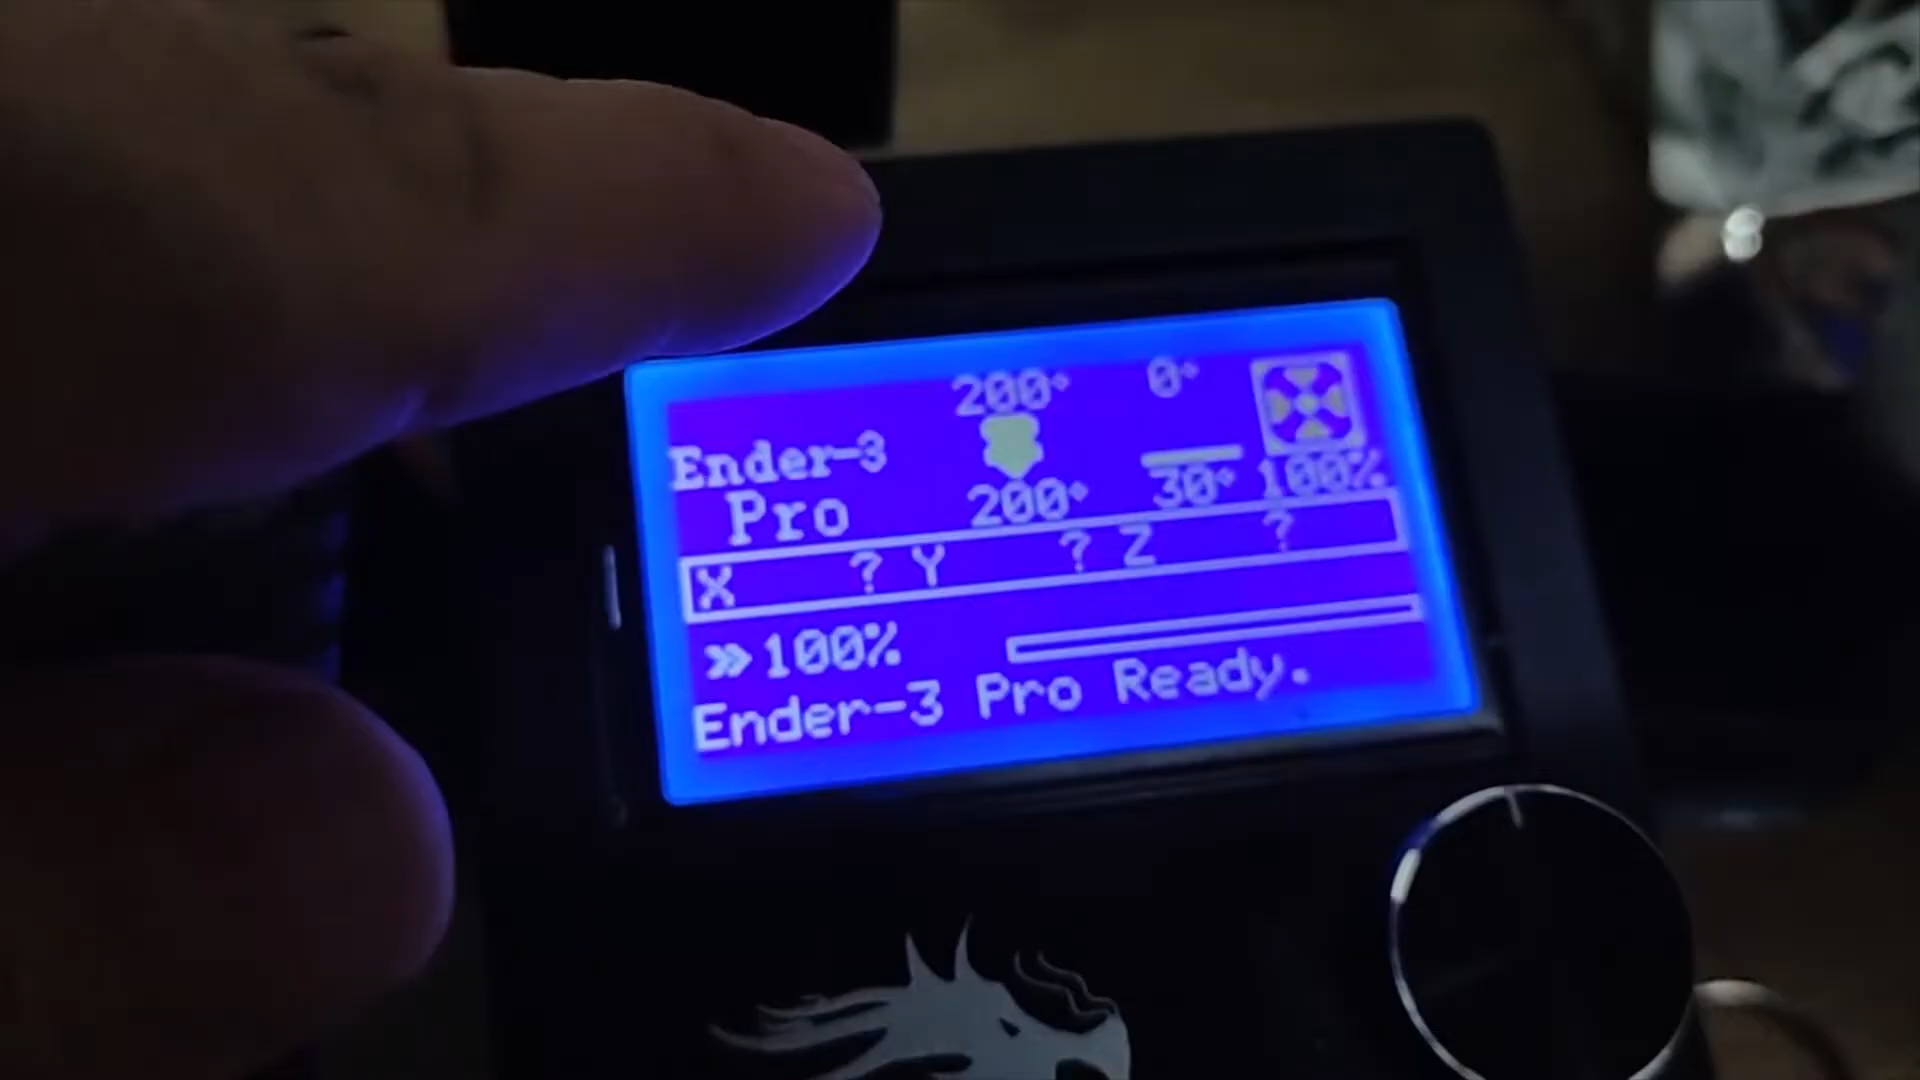 200° 0°
Ender-3
Pro
200° 30° 100%
X ? Y ? Z ?
»100%
Ender-3 Pro Ready.